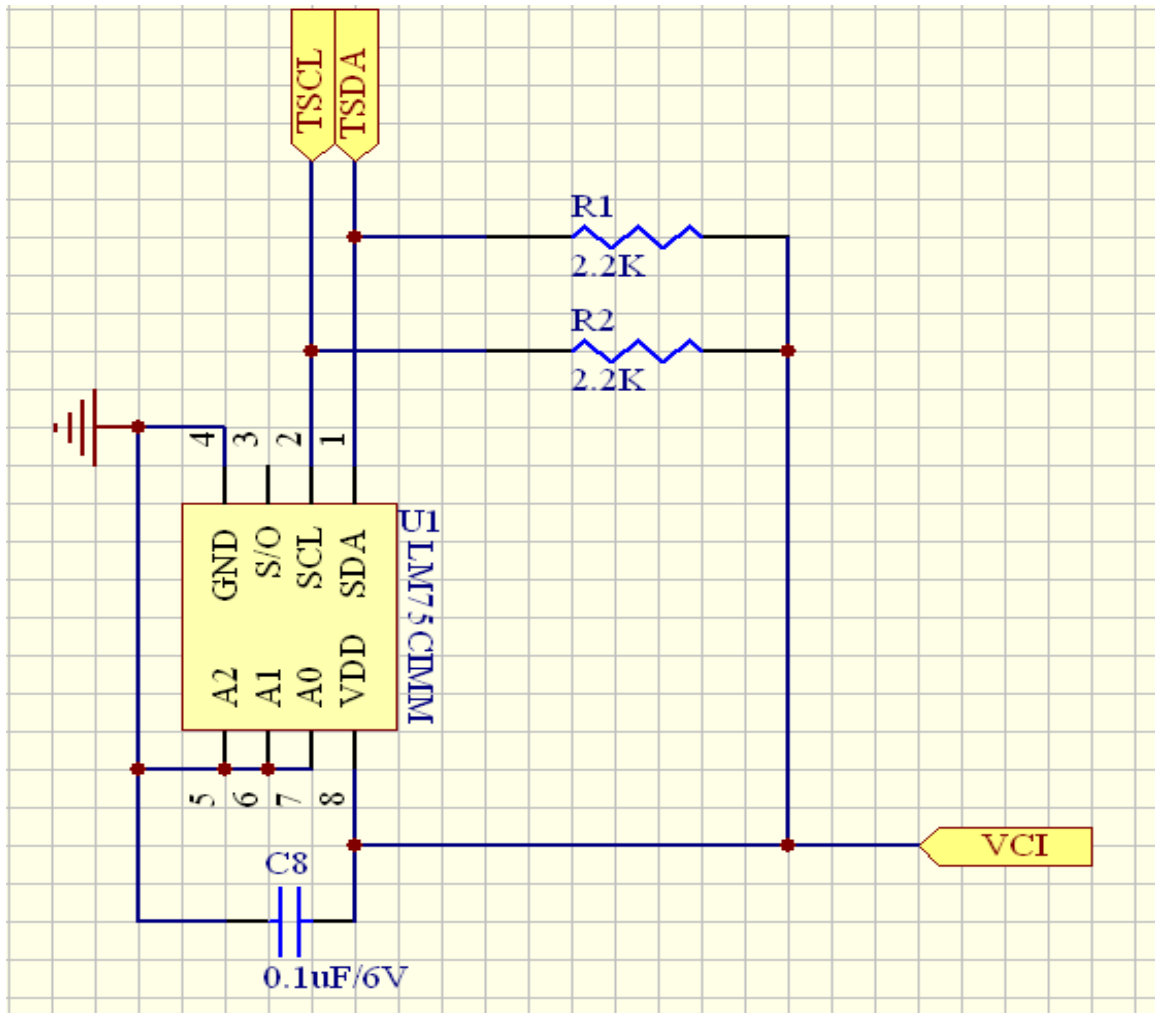 TSCL
TSDA
R1
2.2K
R2
2.2K
4
3
2
1
U1
LM75CIMM
GND
S/O
SCL
SDA
A2
A1
A0
VDD
5
6
7
8
VCI
C8
0.1uF/6V